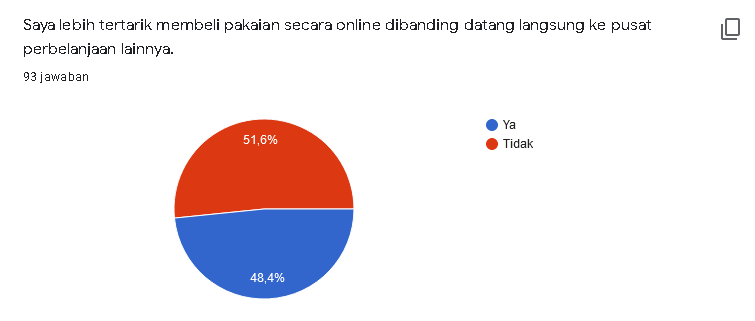 Saya lebih tertarik membeli pakaian secara online dibanding datang langsung ke pusat
perbelanjaan lainnya.
93 jawaban
Ya
Tidak
51,6%
48,4%